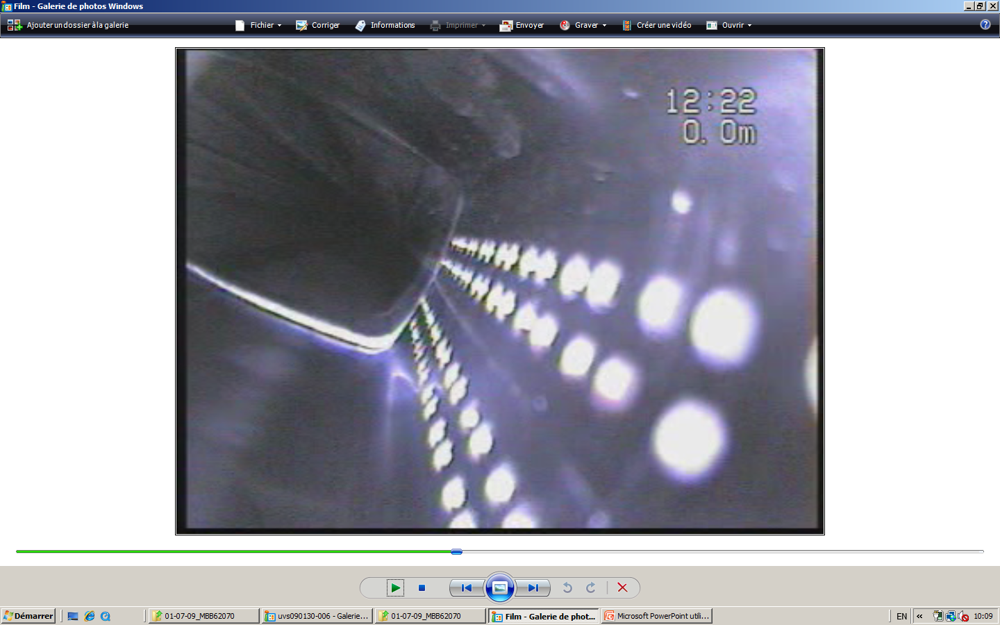 Film - Galerie de photos Windows
Ajouter un dossier à la galerie
Fichier
Corriger
Informations
Imprimer
Envoyer
Graver
Créer une vidéo
Ouvrir
12:22
0.0m
Démarrer
01-07-09_MBB62070
uvs090130-006 - Galerie...
01-07-09_MBB62070
Film - Galerie de phot...
Microsoft PowerPoint utili...
EN
10:09